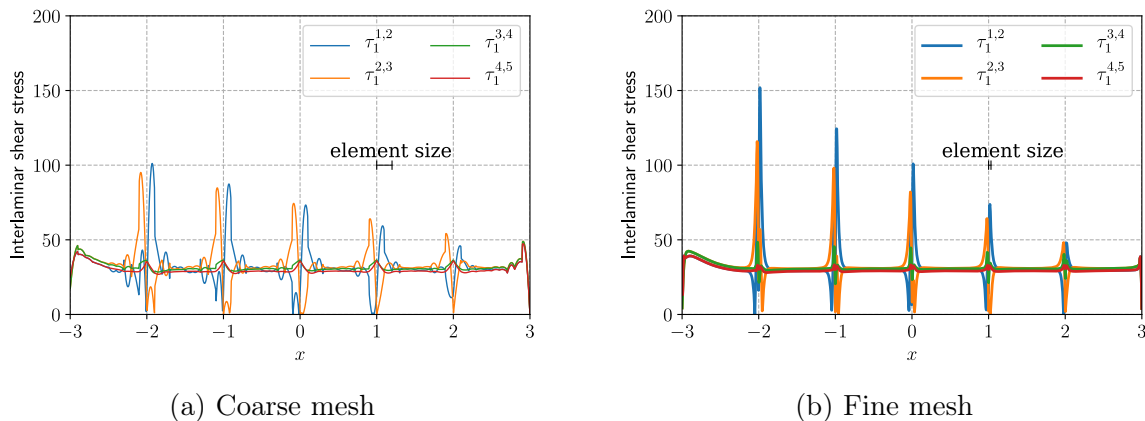 200
150
100
50
0
Interlaminar shear stress
τ₁^{1,2} τ₁^{3,4}
τ₁^{2,3} τ₁^{4,5}
element size
−3 −2 −1 0 1 2 3
x
(a) Coarse mesh
200
150
100
50
0
Interlaminar shear stress
τ₁^{1,2} τ₁^{3,4}
τ₁^{2,3} τ₁^{4,5}
element size
−3 −2 −1 0 1 2 3
x
(b) Fine mesh